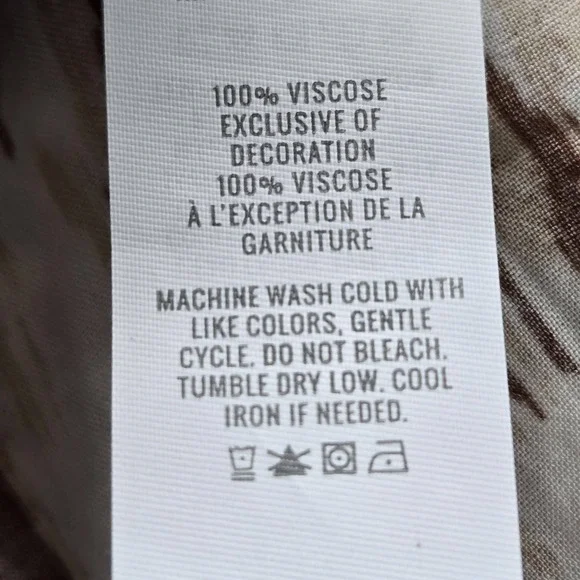 100% VISCOSE
EXCLUSIVE OF
DECORATION
100% VISCOSE
À L'EXCEPTION DE LA
GARNITURE
MACHINE WASH COLD WITH
LIKE COLORS, GENTLE
CYCLE. DO NOT BLEACH.
TUMBLE DRY LOW. COOL
IRON IF NEEDED.